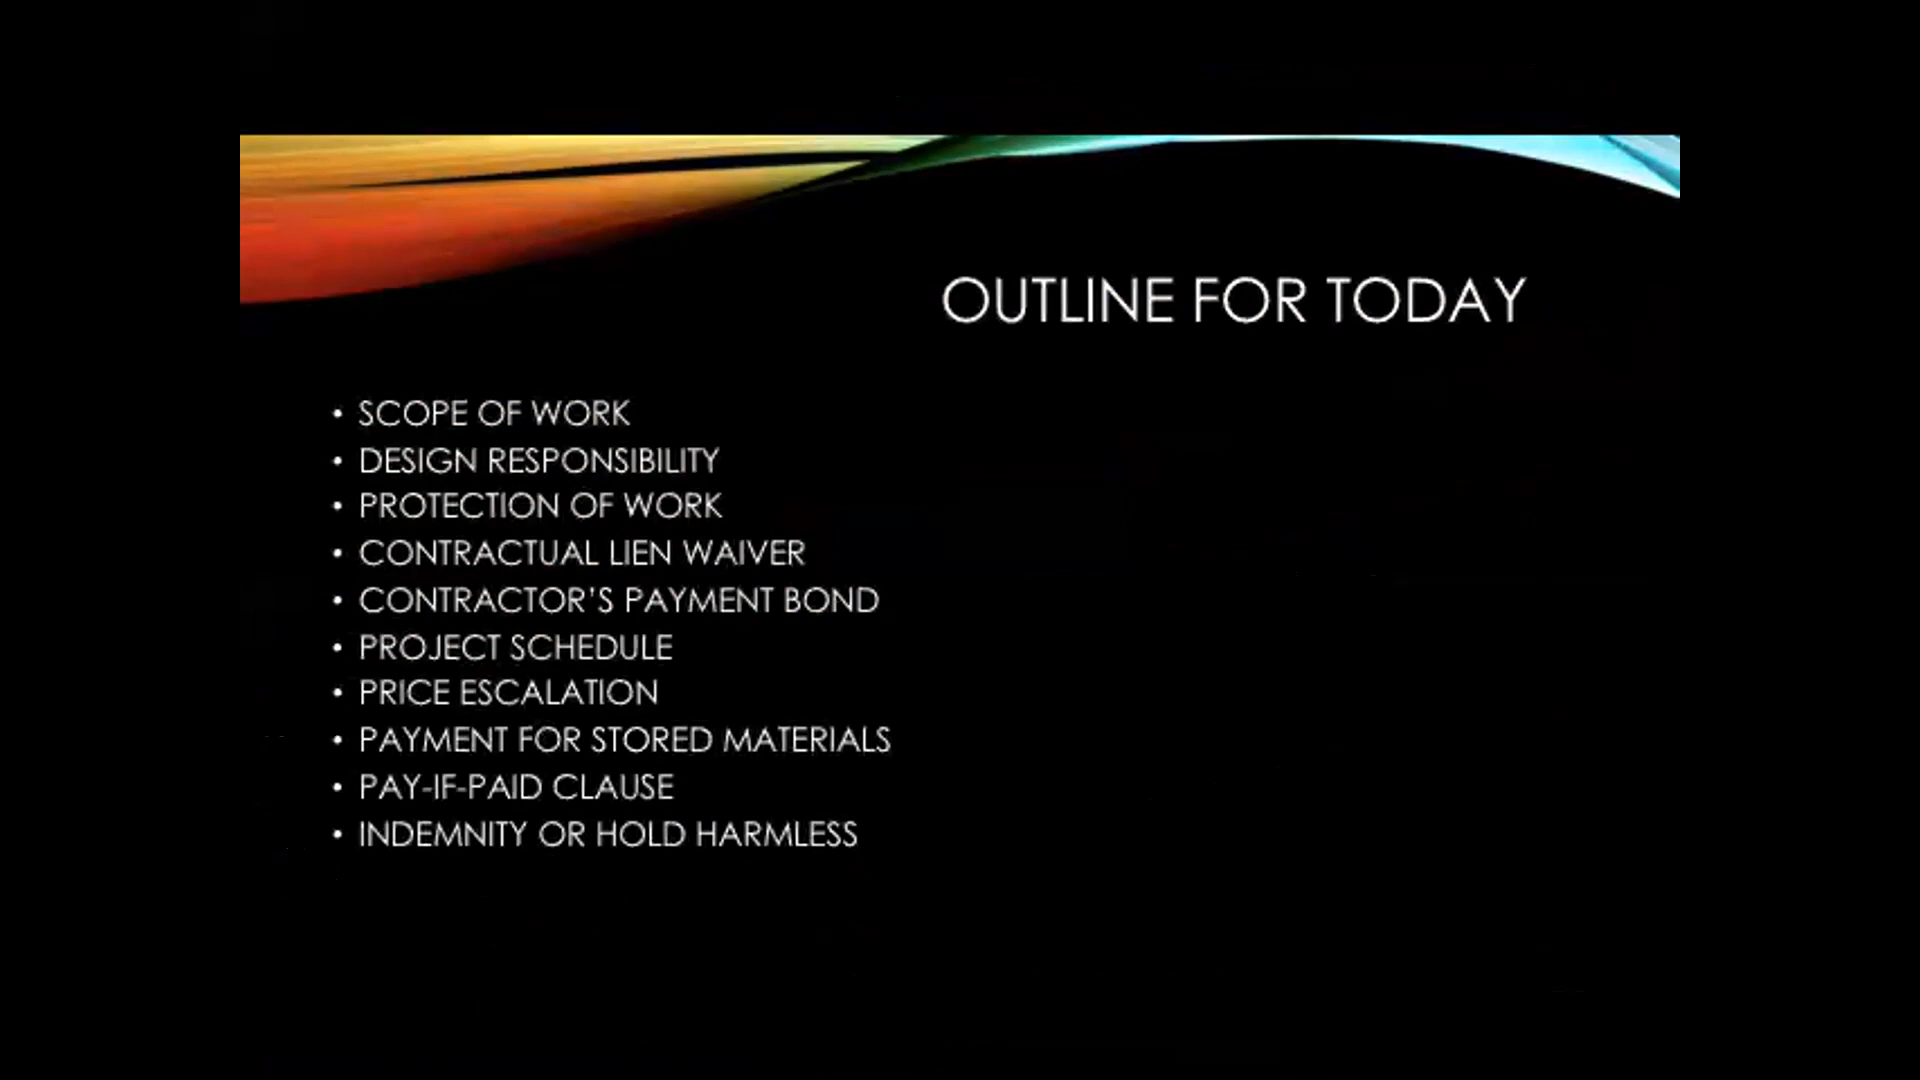 OUTLINE FOR TODAY
• SCOPE OF WORK
• DESIGN RESPONSIBILITY
• PROTECTION OF WORK
• CONTRACTUAL LIEN WAIVER
• CONTRACTOR’S PAYMENT BOND
• PROJECT SCHEDULE
• PRICE ESCALATION
• PAYMENT FOR STORED MATERIALS
• PAY-IF-PAID CLAUSE
• INDEMNITY OR HOLD HARMLESS